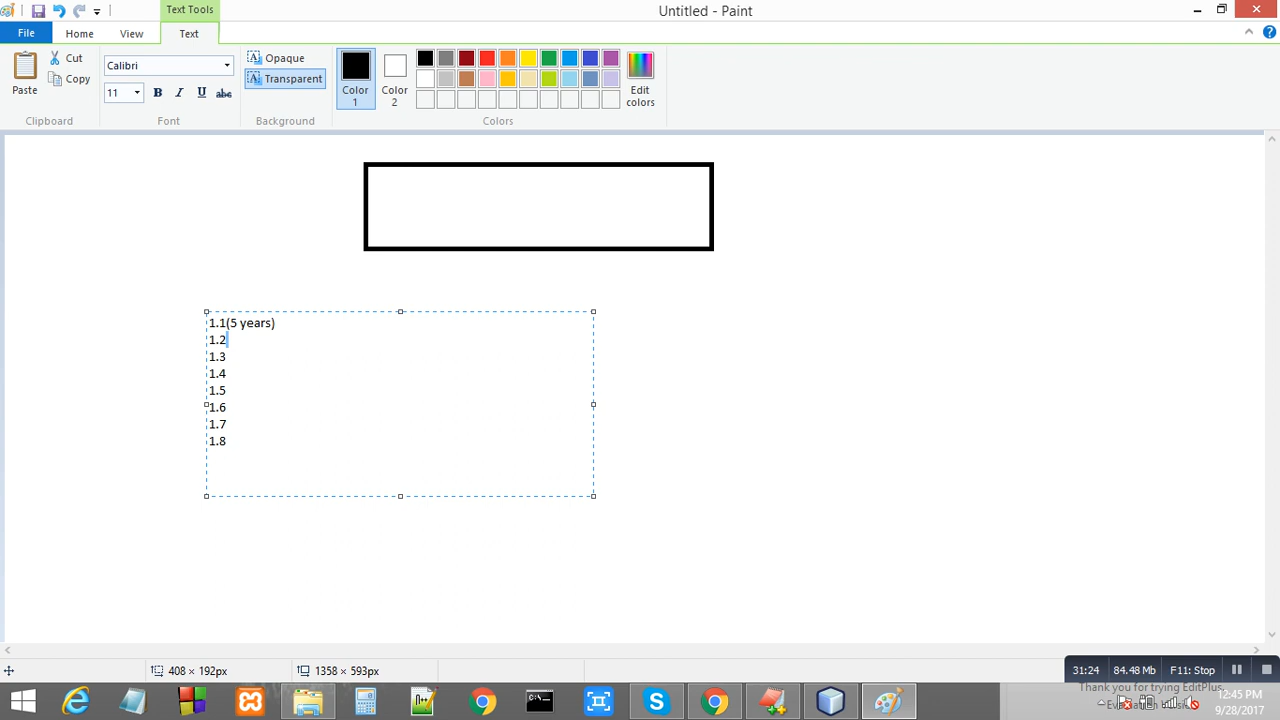 Text Tools
Untitled - Paint
File
Home
View
Text
Paste
Cut
Copy
Clipboard
Calibri
11
B
I
U
abc
Font
Opaque
Transparent
Background
Color 1
Color 2
Edit colors
Colors
1.1(5 years)
1.2
1.3
1.4
1.5
1.6
1.7
1.8
408 × 192px
1358 × 593px
31:24
84.48 Mb
F11: Stop
Thank you for trying EditPlus.
12:45 PM
9/28/2017